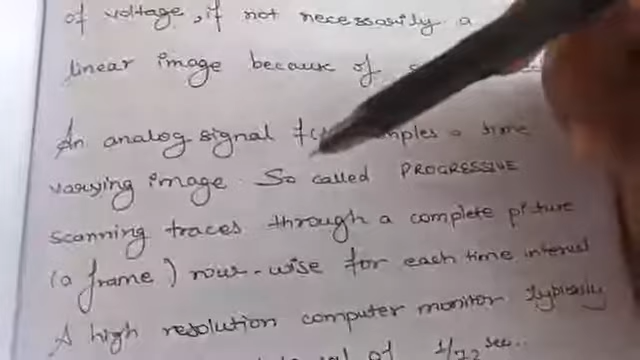 of voltage, if not necessarily a
linear image because of
An analog signal f(t) samples a time
varying image. So called PROGRESSIVE
scanning traces through a complete picture
(a frame) row-wise for each time interval
A high resolution computer monitor typically
of 1/72 sec..